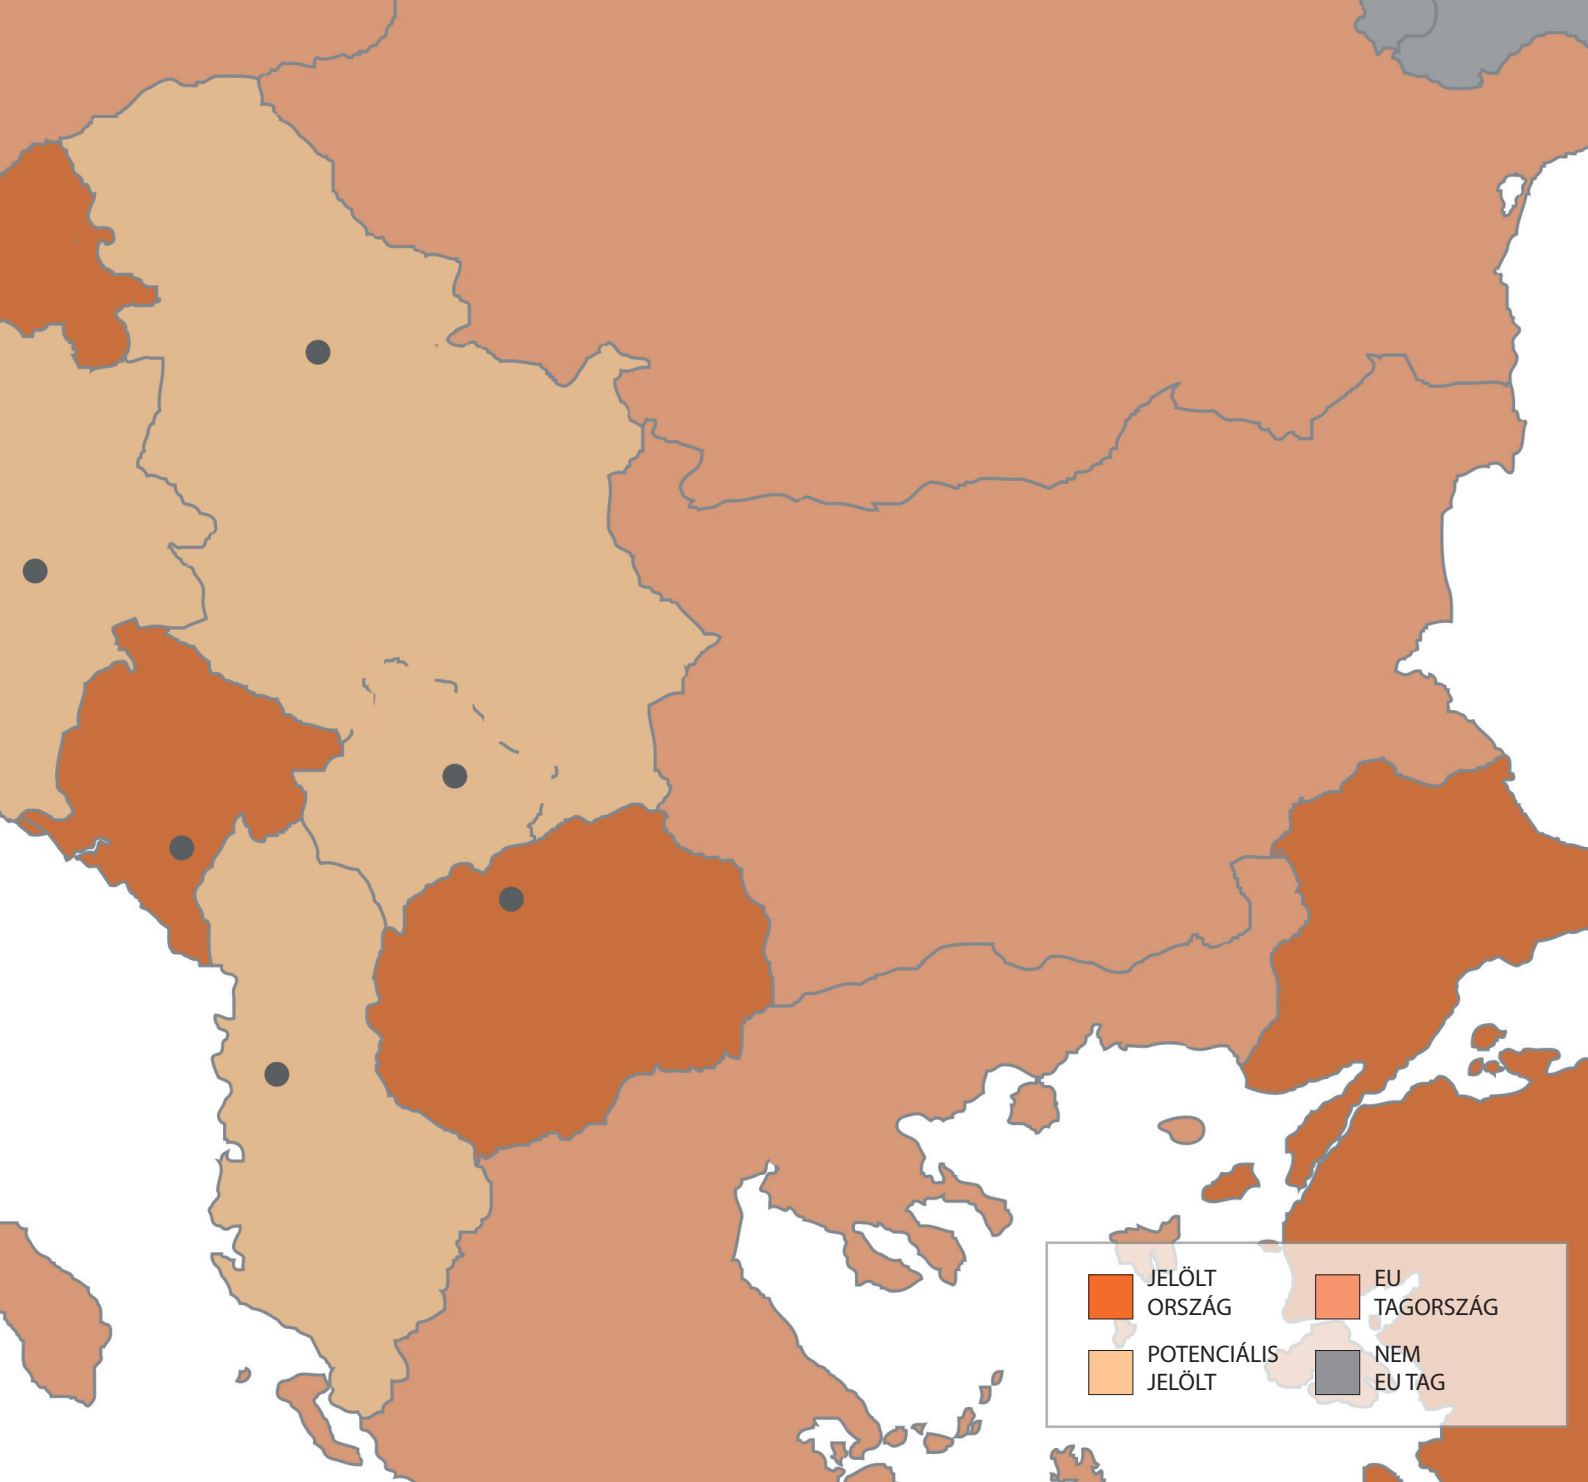 JELÖLT
ORSZÁG
EU
TAGORSZÁG
POTENCIÁLIS
JELÖLT
NEM
EU TAG